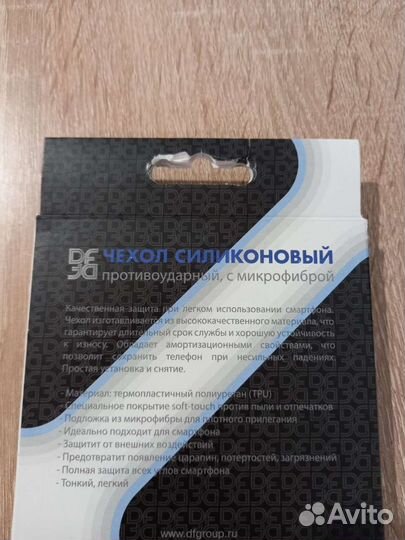 DF
ЧЕХОЛ СИЛИКОНОВЫЙ
противоударный, с микрофиброй
Качественная защита при легком использовании смартфона.
Чехол изготавливается из высококачественного материала, что
гарантирует длительный срок службы и хорошую устойчивость
к износу. Обладает амортизационными свойствами, что
позволит сохранить телефон при несильных падениях.
Простая установка и снятие.
- Материал: термопластичный полиуретан (TPU)
- Специальное покрытие soft-touch против пыли и отпечатков
- Подложка из микрофибры для плотного прилегания
- Идеально подходит для смартфона
- Защитит от внешних воздействий
- Предотвратит появление царапин, потертостей, загрязнений
- Полная защита всех углов смартфона
- Тонкий, легкий
www.dfgroup.ru
Avito